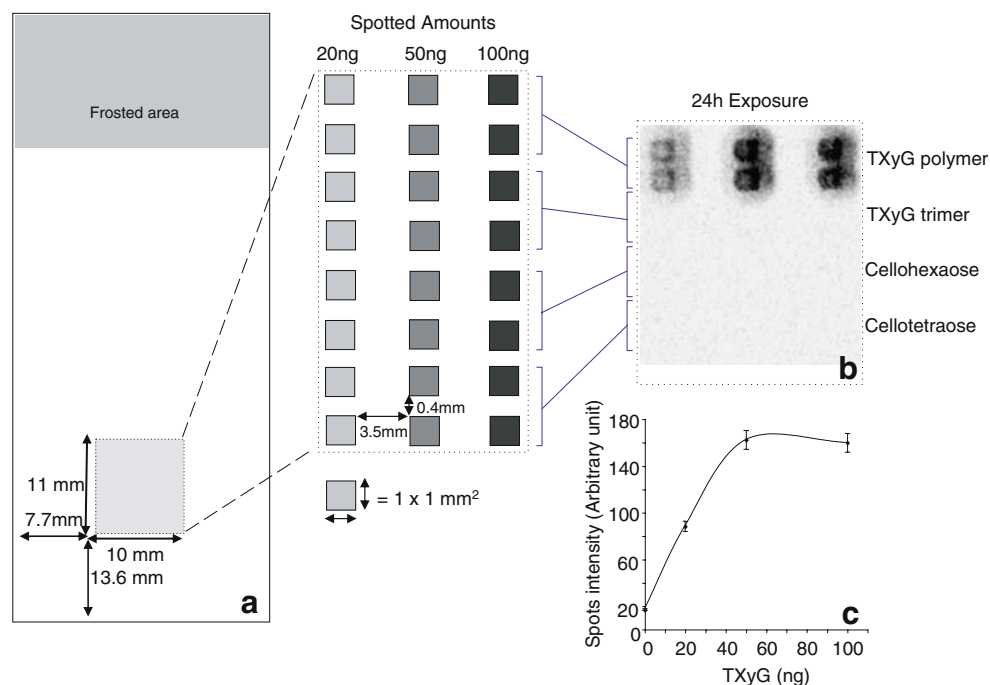 Frosted area
11 mm
7.7mm
10 mm
13.6 mm
a
Spotted Amounts
20ng 50ng 100ng
0.4mm
3.5mm
= 1 x 1 mm²
24h Exposure
TXyG polymer
TXyG trimer
Cellohexaose
Cellotetraose
b
Spots intensity (Arbitrary unit)
180
140
100
60
20
0
0 20 40 60 80 100
TXyG (ng)
c